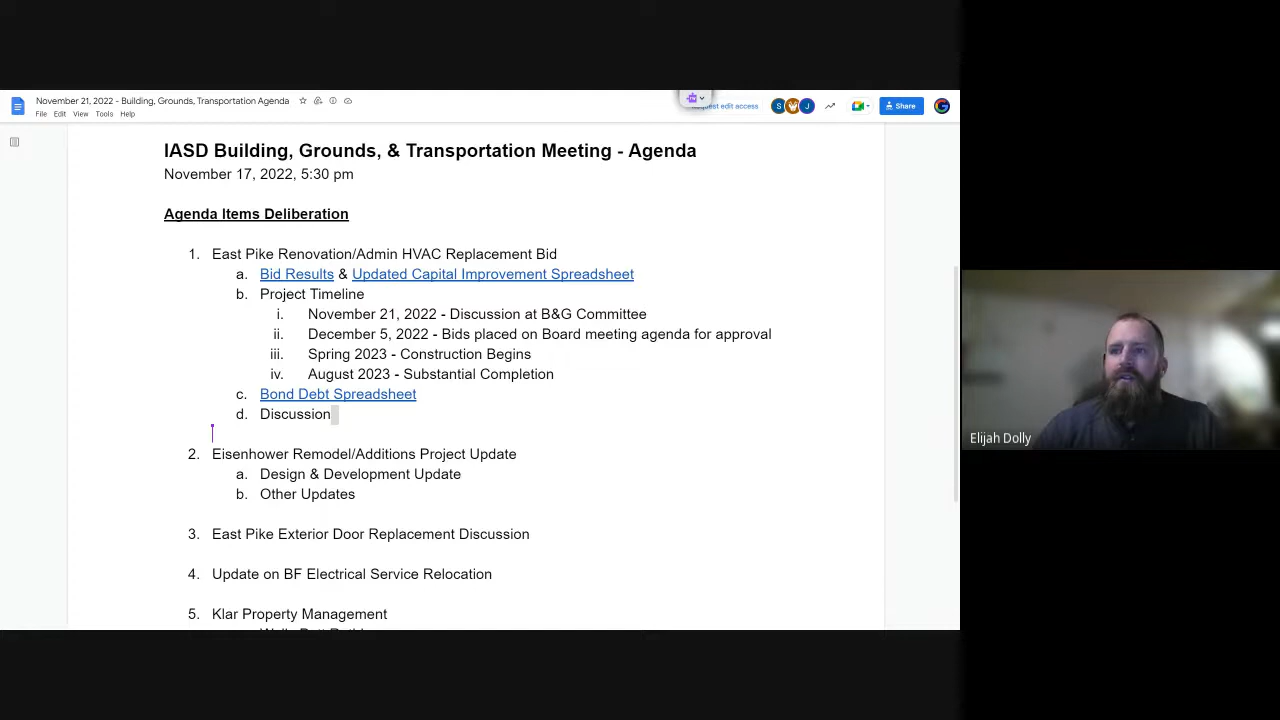 November 21, 2022 - Building, Grounds, Transportation Agenda
File Edit View Tools Help
Request edit access
S
J
Share
IASD Building, Grounds, & Transportation Meeting - Agenda
November 17, 2022, 5:30 pm
Agenda Items Deliberation
1. East Pike Renovation/Admin HVAC Replacement Bid
a. Bid Results & Updated Capital Improvement Spreadsheet
b. Project Timeline
i. November 21, 2022 - Discussion at B&G Committee
ii. December 5, 2022 - Bids placed on Board meeting agenda for approval
iii. Spring 2023 - Construction Begins
iv. August 2023 - Substantial Completion
c. Bond Debt Spreadsheet
d. Discussion
2. Eisenhower Remodel/Additions Project Update
a. Design & Development Update
b. Other Updates
3. East Pike Exterior Door Replacement Discussion
4. Update on BF Electrical Service Relocation
5. Klar Property Management
Elijah Dolly